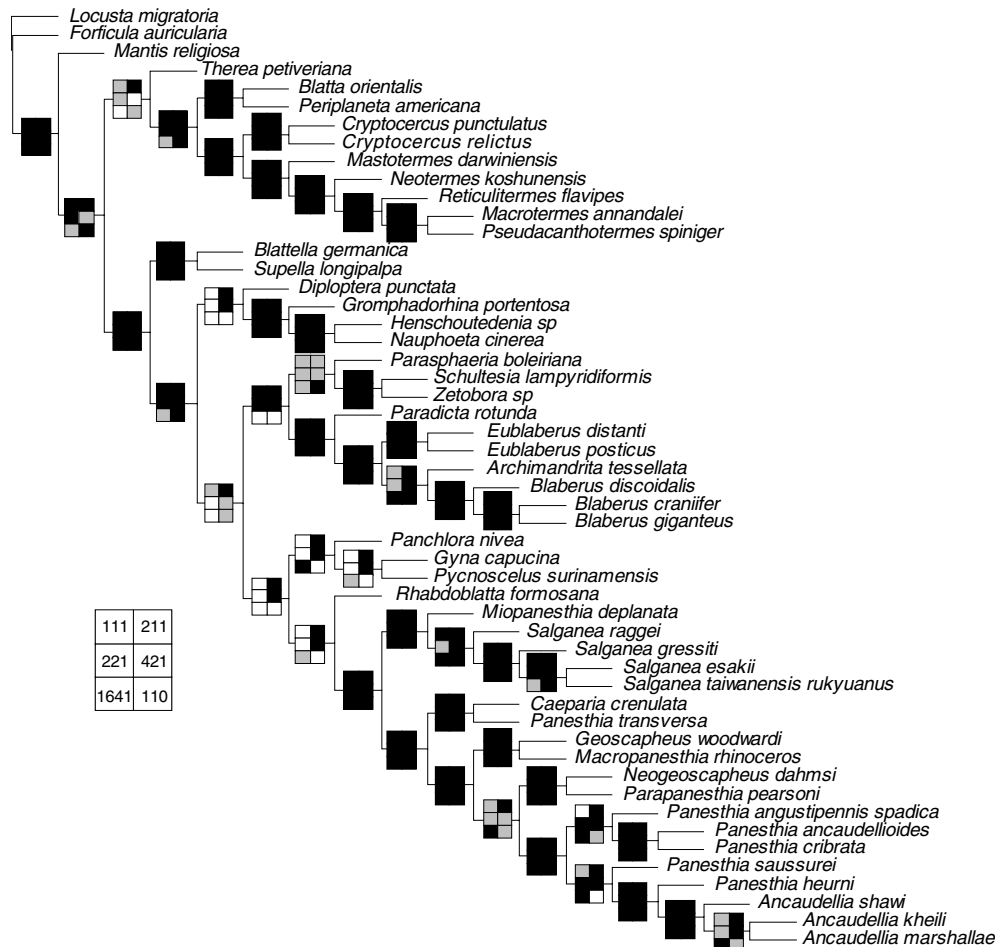 Locusta migratoria
Forficula auricularia
Mantis religiosa
Therea petiveriana
Blatta orientalis
Periplaneta americana
Cryptocercus punctulatus
Cryptocercus relictus
Mastotermes darwiniensis
Neotermes koshunensis
Reticulitermes flavipes
Macrotermes annandalei
Pseudacanthotermes spiniger
Blattella germanica
Supella longipalpa
Diploptera punctata
Gromphadorhina portentosa
Henschoutedenia sp
Nauphoeta cinerea
Parasphaeria boleiriana
Schultesia lampyridiformis
Zetobora sp
Paradicta rotunda
Eublaberus distanti
Eublaberus posticus
Archimandrita tessellata
Blaberus discoidalis
Blaberus craniifer
Blaberus giganteus
Panchlora nivea
Gyna capucina
Pycnoscelus surinamensis
Rhabdoblatta formosana
Miopanesthia deplanata
Salganea raggei
Salganea gressiti
Salganea esakii
Salganea taiwanensis rukyuanus
Caeparia crenulata
Panesthia transversa
Geoscapheus woodwardi
Macropanesthia rhinoceros
Neogeoscapheus dahmsi
Parapanesthia pearsoni
Panesthia angustipennis spadica
Panesthia ancaudellioides
Panesthia cribrata
Panesthia saussurei
Panesthia heurni
Ancaudellia shawi
Ancaudellia kheili
Ancaudellia marshallae
111 211
221 421
1641 110